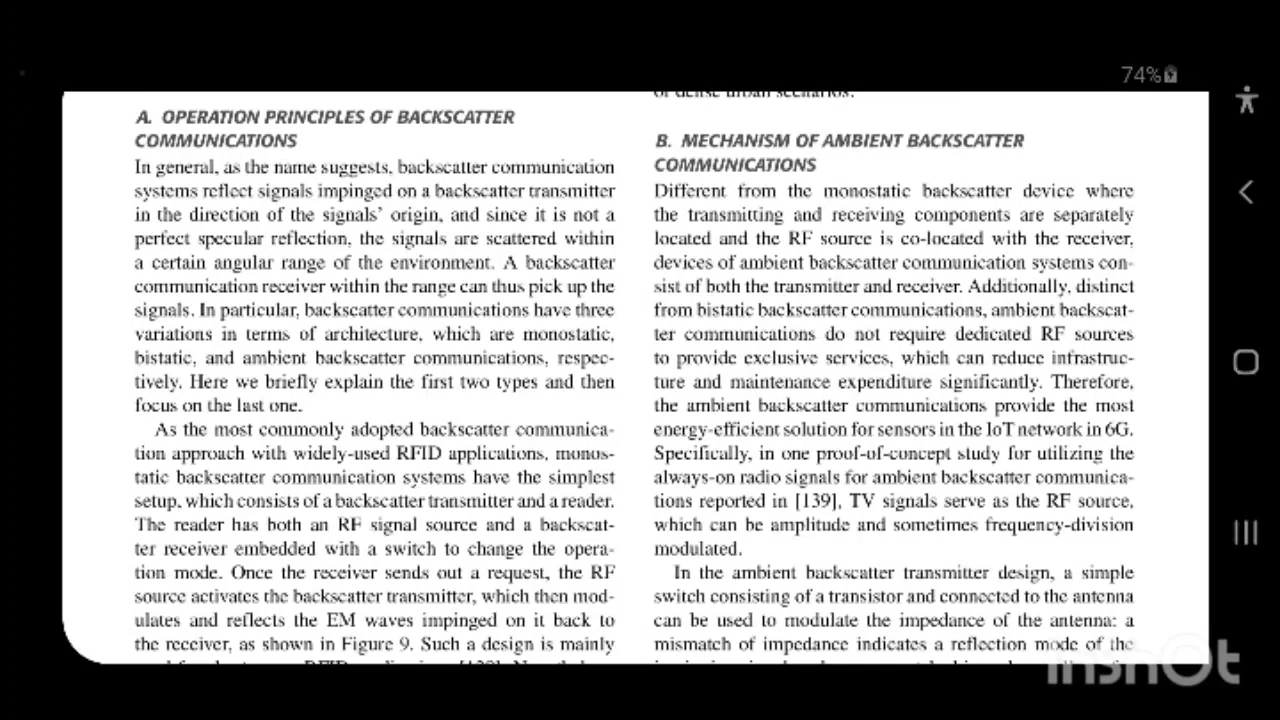 74%
A. OPERATION PRINCIPLES OF BACKSCATTER
COMMUNICATIONS
In general, as the name suggests, backscatter communication
systems reflect signals impinged on a backscatter transmitter
in the direction of the signals' origin, and since it is not a
perfect specular reflection, the signals are scattered within
a certain angular range of the environment. A backscatter
communication receiver within the range can thus pick up the
signals. In particular, backscatter communications have three
variations in terms of architecture, which are monostatic,
bistatic, and ambient backscatter communications, respec-
tively. Here we briefly explain the first two types and then
focus on the last one.
As the most commonly adopted backscatter communica-
tion approach with widely-used RFID applications, monos-
tatic backscatter communication systems have the simplest
setup, which consists of a backscatter transmitter and a reader.
The reader has both an RF signal source and a backscat-
ter receiver embedded with a switch to change the opera-
tion mode. Once the receiver sends out a request, the RF
source activates the backscatter transmitter, which then mod-
ulates and reflects the EM waves impinged on it back to
the receiver, as shown in Figure 9. Such a design is mainly
of dense urban scenarios.
B. MECHANISM OF AMBIENT BACKSCATTER
COMMUNICATIONS
Different from the monostatic backscatter device where
the transmitting and receiving components are separately
located and the RF source is co-located with the receiver,
devices of ambient backscatter communication systems con-
sist of both the transmitter and receiver. Additionally, distinct
from bistatic backscatter communications, ambient backscat-
ter communications do not require dedicated RF sources
to provide exclusive services, which can reduce infrastruc-
ture and maintenance expenditure significantly. Therefore,
the ambient backscatter communications provide the most
energy-efficient solution for sensors in the IoT network in 6G.
Specifically, in one proof-of-concept study for utilizing the
always-on radio signals for ambient backscatter communica-
tions reported in [139], TV signals serve as the RF source,
which can be amplitude and sometimes frequency-division
modulated.
In the ambient backscatter transmitter design, a simple
switch consisting of a transistor and connected to the antenna
can be used to modulate the impedance of the antenna: a
mismatch of impedance indicates a reflection mode of the
InShOt